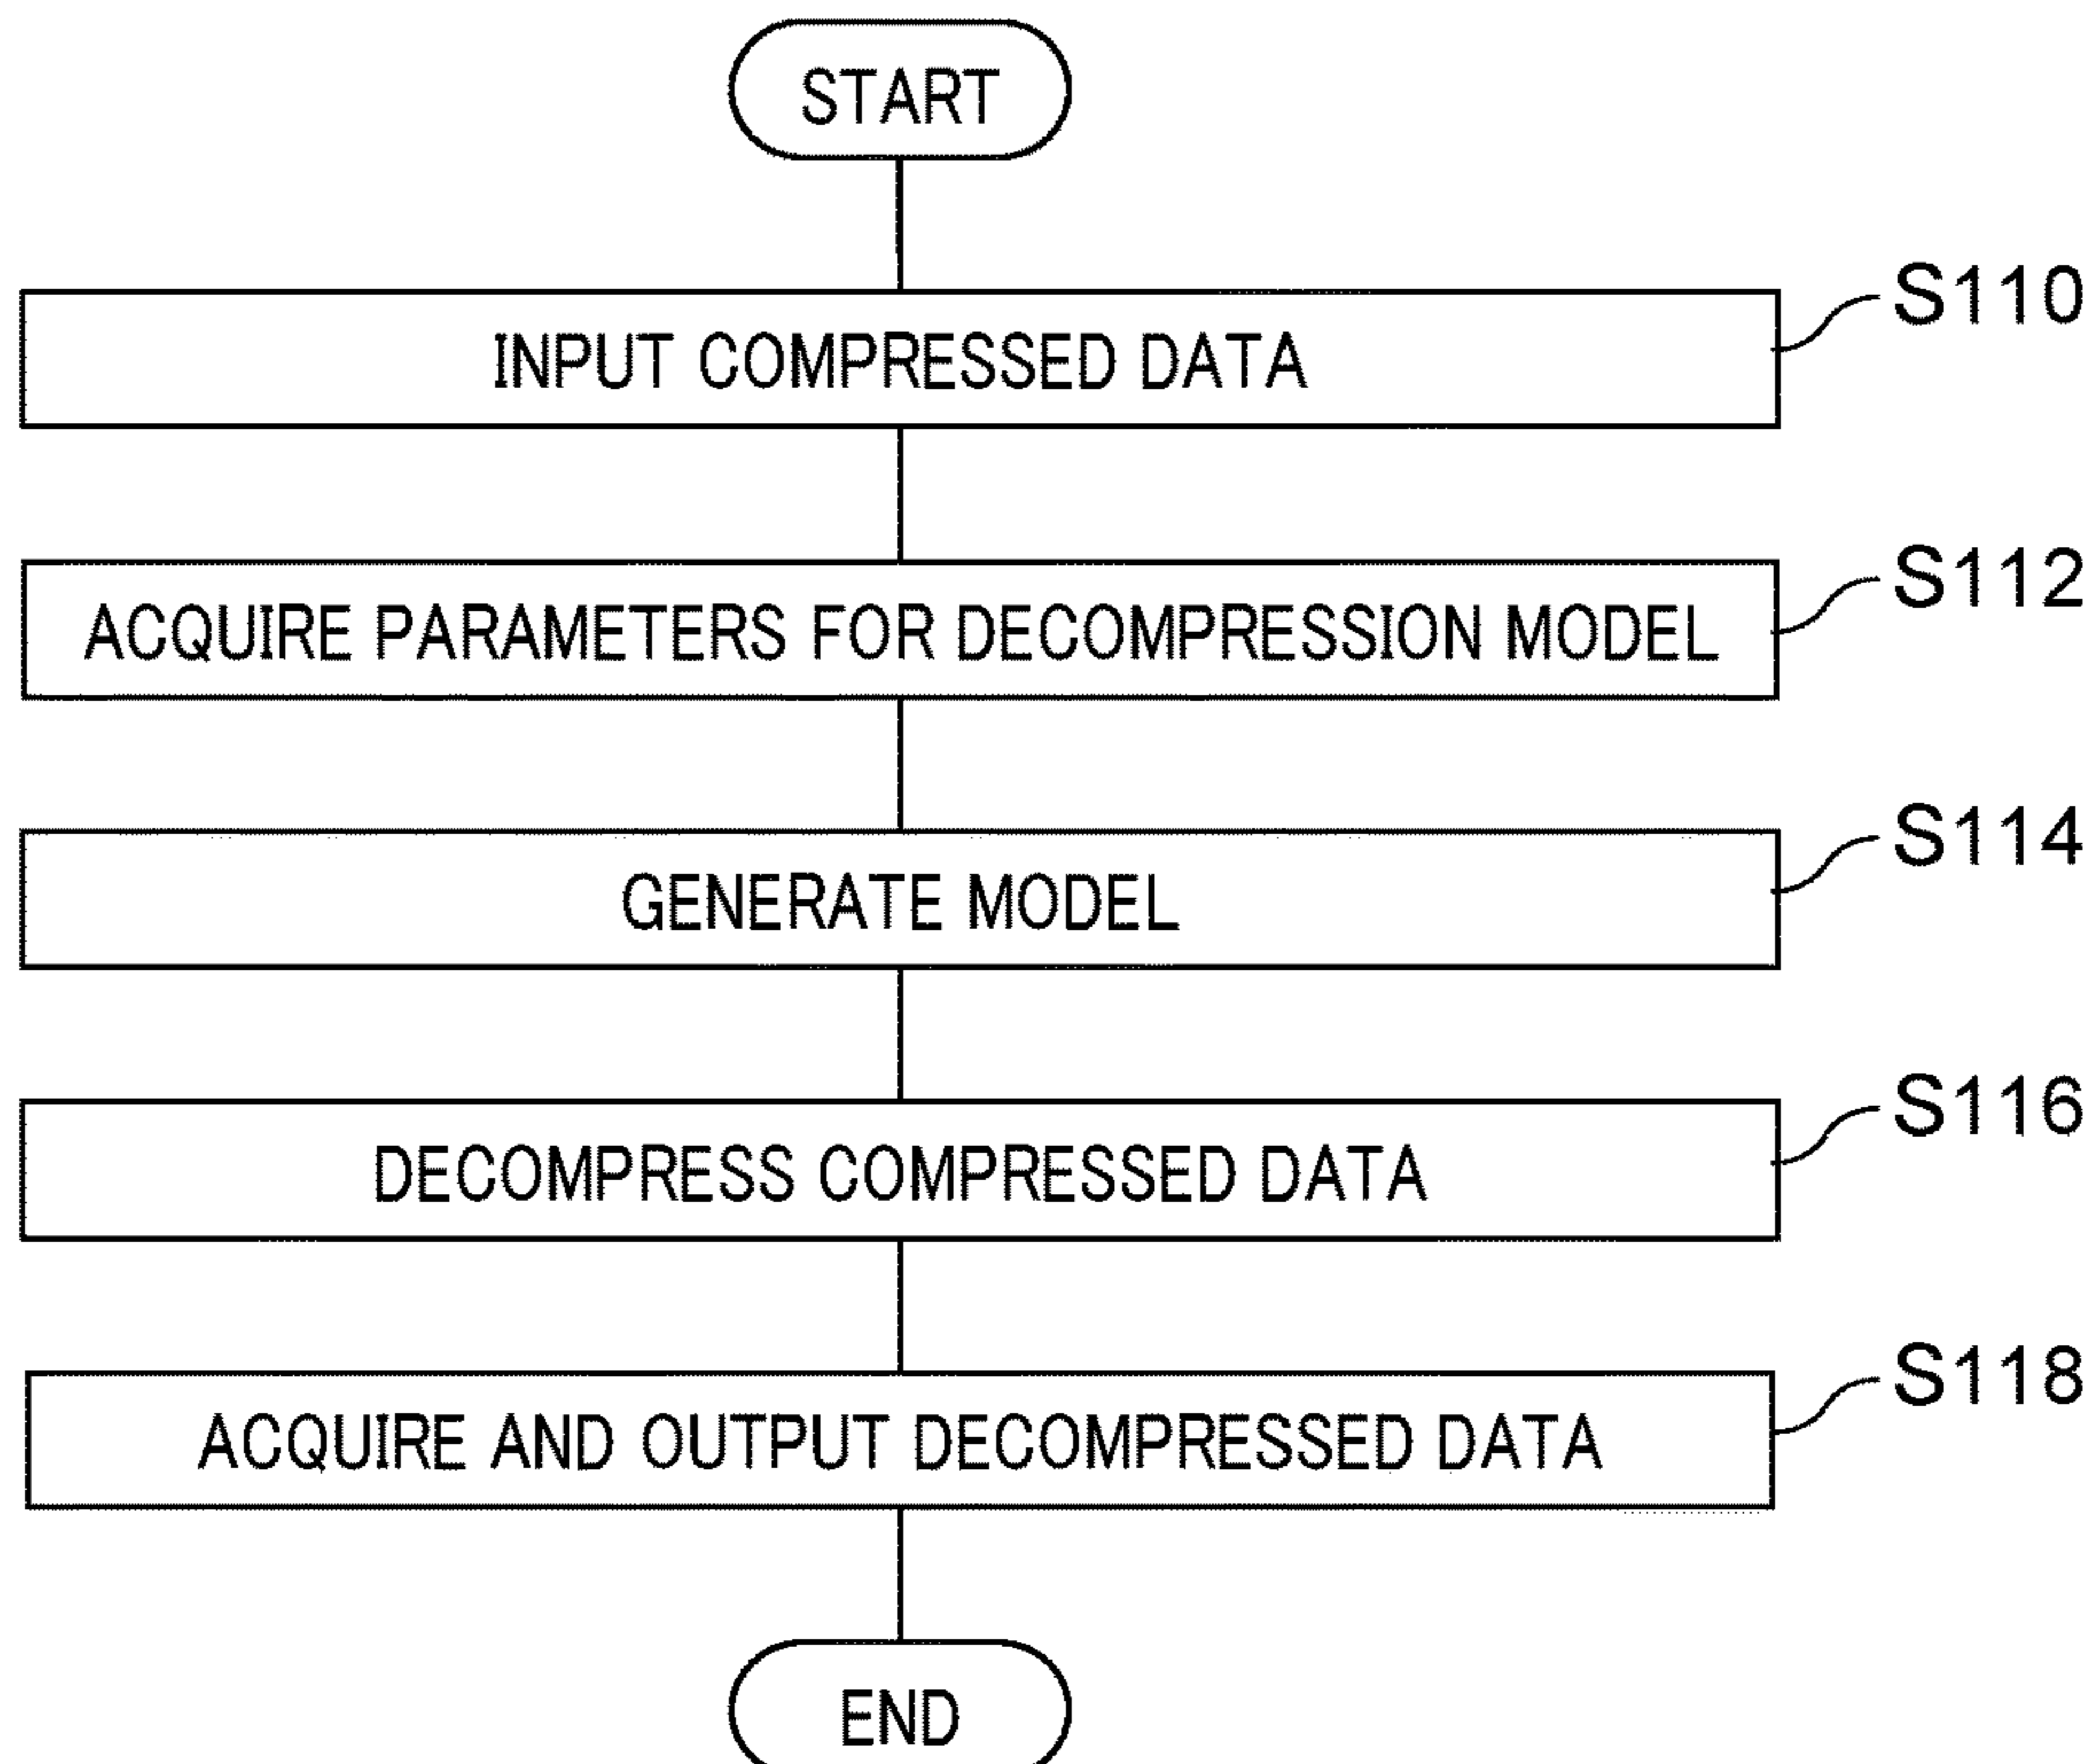 START
INPUT COMPRESSED DATA
S110
ACQUIRE PARAMETERS FOR DECOMPRESSION MODEL
S112
GENERATE MODEL
S114
DECOMPRESS COMPRESSED DATA
S116
ACQUIRE AND OUTPUT DECOMPRESSED DATA
S118
END